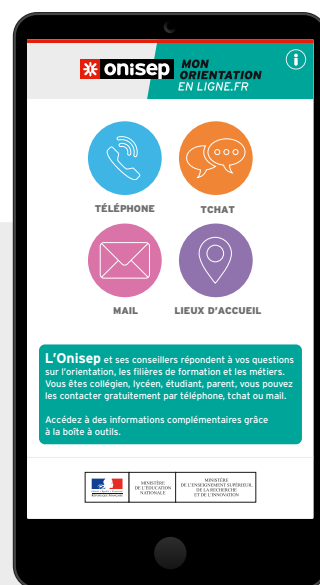 onisep MON
ORIENTATION
EN LIGNE.FR
TÉLÉPHONE
TCHAT
MAIL
LIEUX D'ACCUEIL
L'Onisep et ses conseillers répondent à vos questions
sur l'orientation, les filières de formation et les métiers.
Vous êtes collégien, lycéen, étudiant, parent, vous pouvez
les contacter gratuitement par téléphone, tchat ou mail.
Accédez à des informations complémentaires grâce
à la boîte à outils.
MINISTÈRE
DE L'ÉDUCATION
NATIONALE
MINISTÈRE
DE L'ENSEIGNEMENT SUPÉRIEUR,
DE LA RECHERCHE
ET DE L'INNOVATION